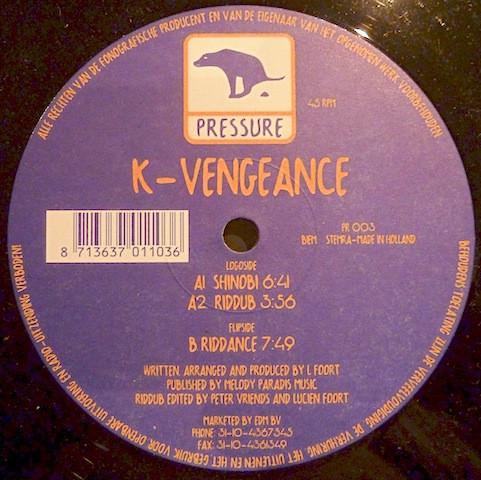 ALLE RECHTEN VAN DE FONOGRAFISCHE PRODUCENT EN VAN DE EIGENAAR VAN HET OPGENOMEN WERK VOORBEHOUDEN
BEHOUDENS TOELATING ZIJN DE VERVEELVOUDIGING DE VERHURING HET UITLENEN EN HET GEBRUIK VOOR OPENBARE UITVOERING EN RADIO-UITZENDING VERBODEN!
PRESSURE
45 RPM
K-VENGEANCE
8 713637 011036
PR 003
BIEM STEMRA-MADE IN HOLLAND
LOGOSIDE
A1 SHINOBI 6:41
A2 RIDDUB 3:56
FLIPSIDE
B RIDDANCE 7:49
WRITTEN, ARRANGED AND PRODUCED BY L FOORT
PUBLISHED BY MELODY PARADIS MUSIC
RIDDUB EDITED BY PETER VRIENDS AND LUCIEN FOORT
MARKETED BY EDM BV
PHONE: 31-10-4367345
FAX: 31-10-4361349